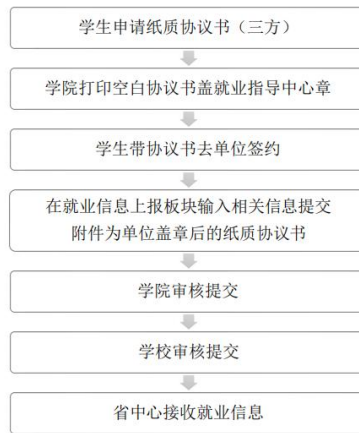 学生申请纸质协议书（三方）
学院打印空白协议书盖就业指导中心章
学生带协议书去单位签约
在就业信息上报板块输入相关信息提交
附件为单位盖章后的纸质协议书
学院审核提交
学校审核提交
省中心接收就业信息